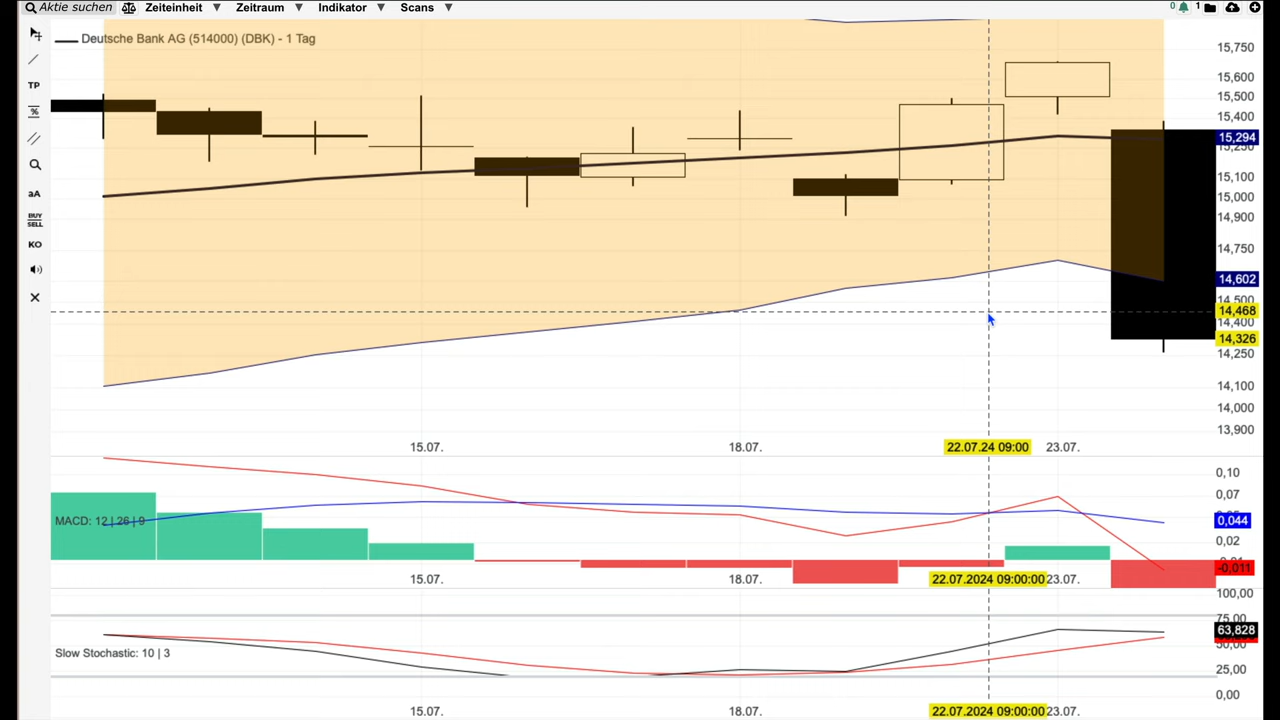 Aktie suchen Zeiteinheit ▼ Zeitraum ▼ Indikator ▼ Scans ▼ 0 1
Deutsche Bank AG (514000) (DBK) - 1 Tag
TP
%
aA
BUY
SELL
KO
15,750
15,600
15,500
15,400
15,294
15,250
15,100
15,000
14,900
14,750
14,602
14,500
14,468
14,400
14,326
14,250
14,100
14,000
13,900
15.07. 18.07. 22.07.24 09:00 23.07.
MACD: 12 | 26 | 9
0,10
0,07
0,044
0,02
-0,011
15.07. 18.07. 22.07.2024 09:00:00 23.07.
Slow Stochastic: 10 | 3
100,00
75,00
63,828
50,00
25,00
0,00
15.07. 18.07. 22.07.2024 09:00:00 23.07.